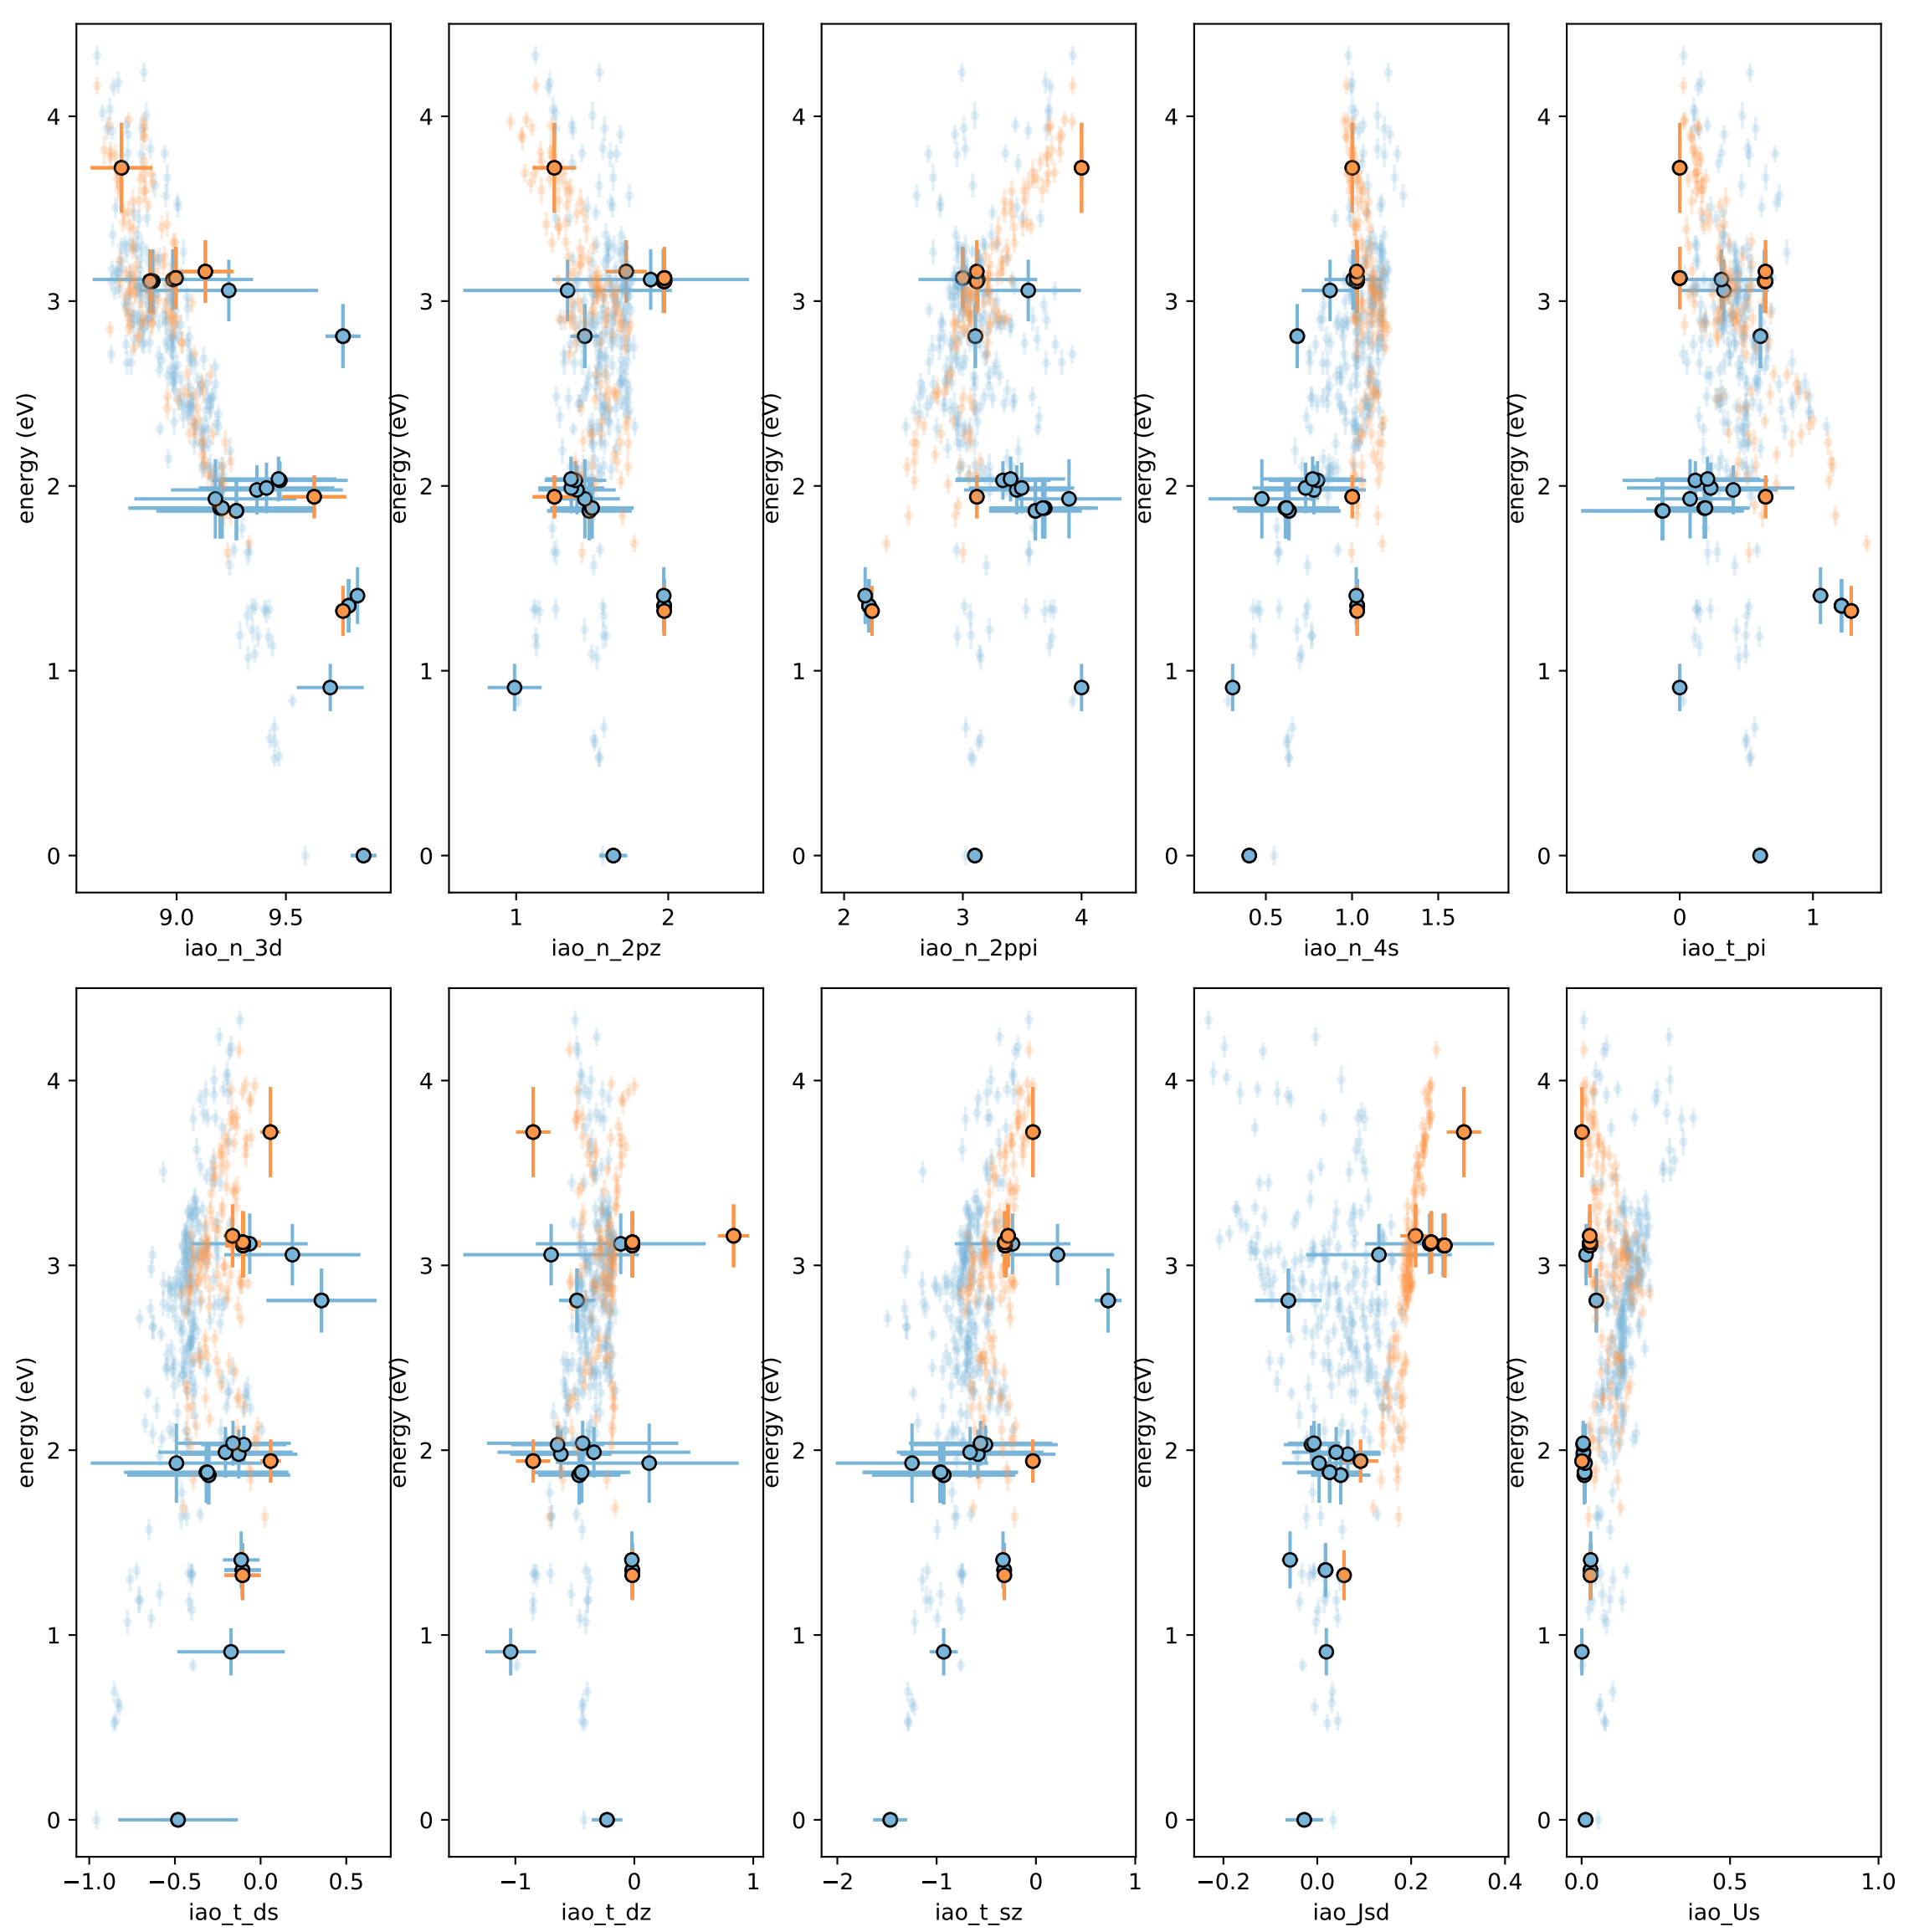 energy (eV)
4
3
2
1
0
9.0 9.5
iao_n_3d
energy (eV)
4
3
2
1
0
1 2
iao_n_2pz
energy (eV)
4
3
2
1
0
2 3 4
iao_n_2ppi
energy (eV)
4
3
2
1
0
0.5 1.0 1.5
iao_n_4s
energy (eV)
4
3
2
1
0
0 1
iao_t_pi
energy (eV)
4
3
2
1
0
−1.0 −0.5 0.0 0.5
iao_t_ds
energy (eV)
4
3
2
1
0
−1 0 1
iao_t_dz
energy (eV)
4
3
2
1
0
−2 −1 0 1
iao_t_sz
energy (eV)
4
3
2
1
0
−0.2 0.0 0.2 0.4
iao_Jsd
energy (eV)
4
3
2
1
0
0.0 0.5 1.0
iao_Us